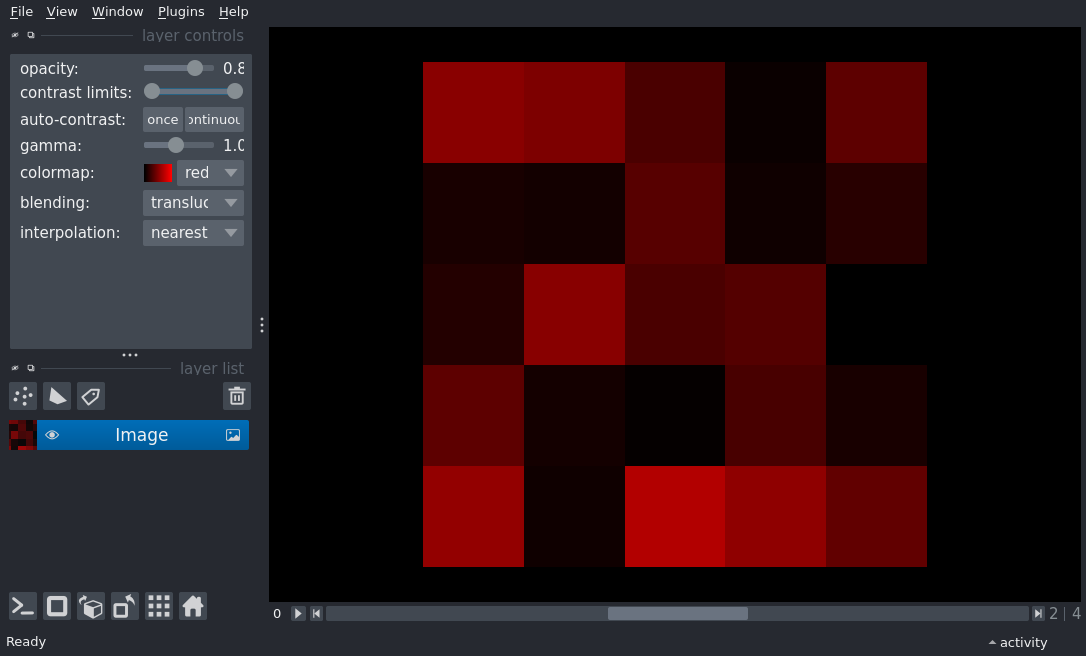 File View Window Plugins Help
layer controls
opacity: 0.8
contrast limits:
auto-contrast: once ontinuou
gamma: 1.0
colormap: red
blending: transluc
interpolation: nearest
layer list
Image
0 2 | 4
Ready activity